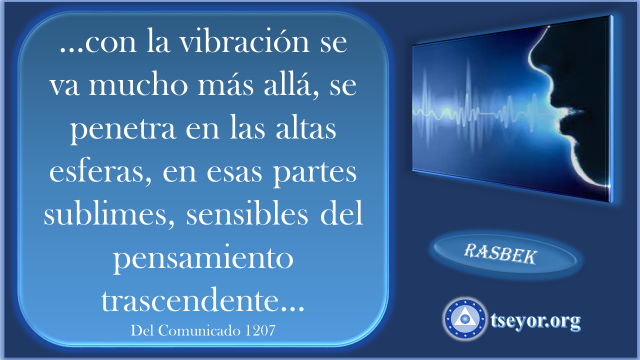 ...con la vibración se
va mucho más allá, se
penetra en las altas
esferas, en esas partes
sublimes, sensibles del
pensamiento
trascendente...
Del Comunicado 1207
RASBEK
tseyor.org